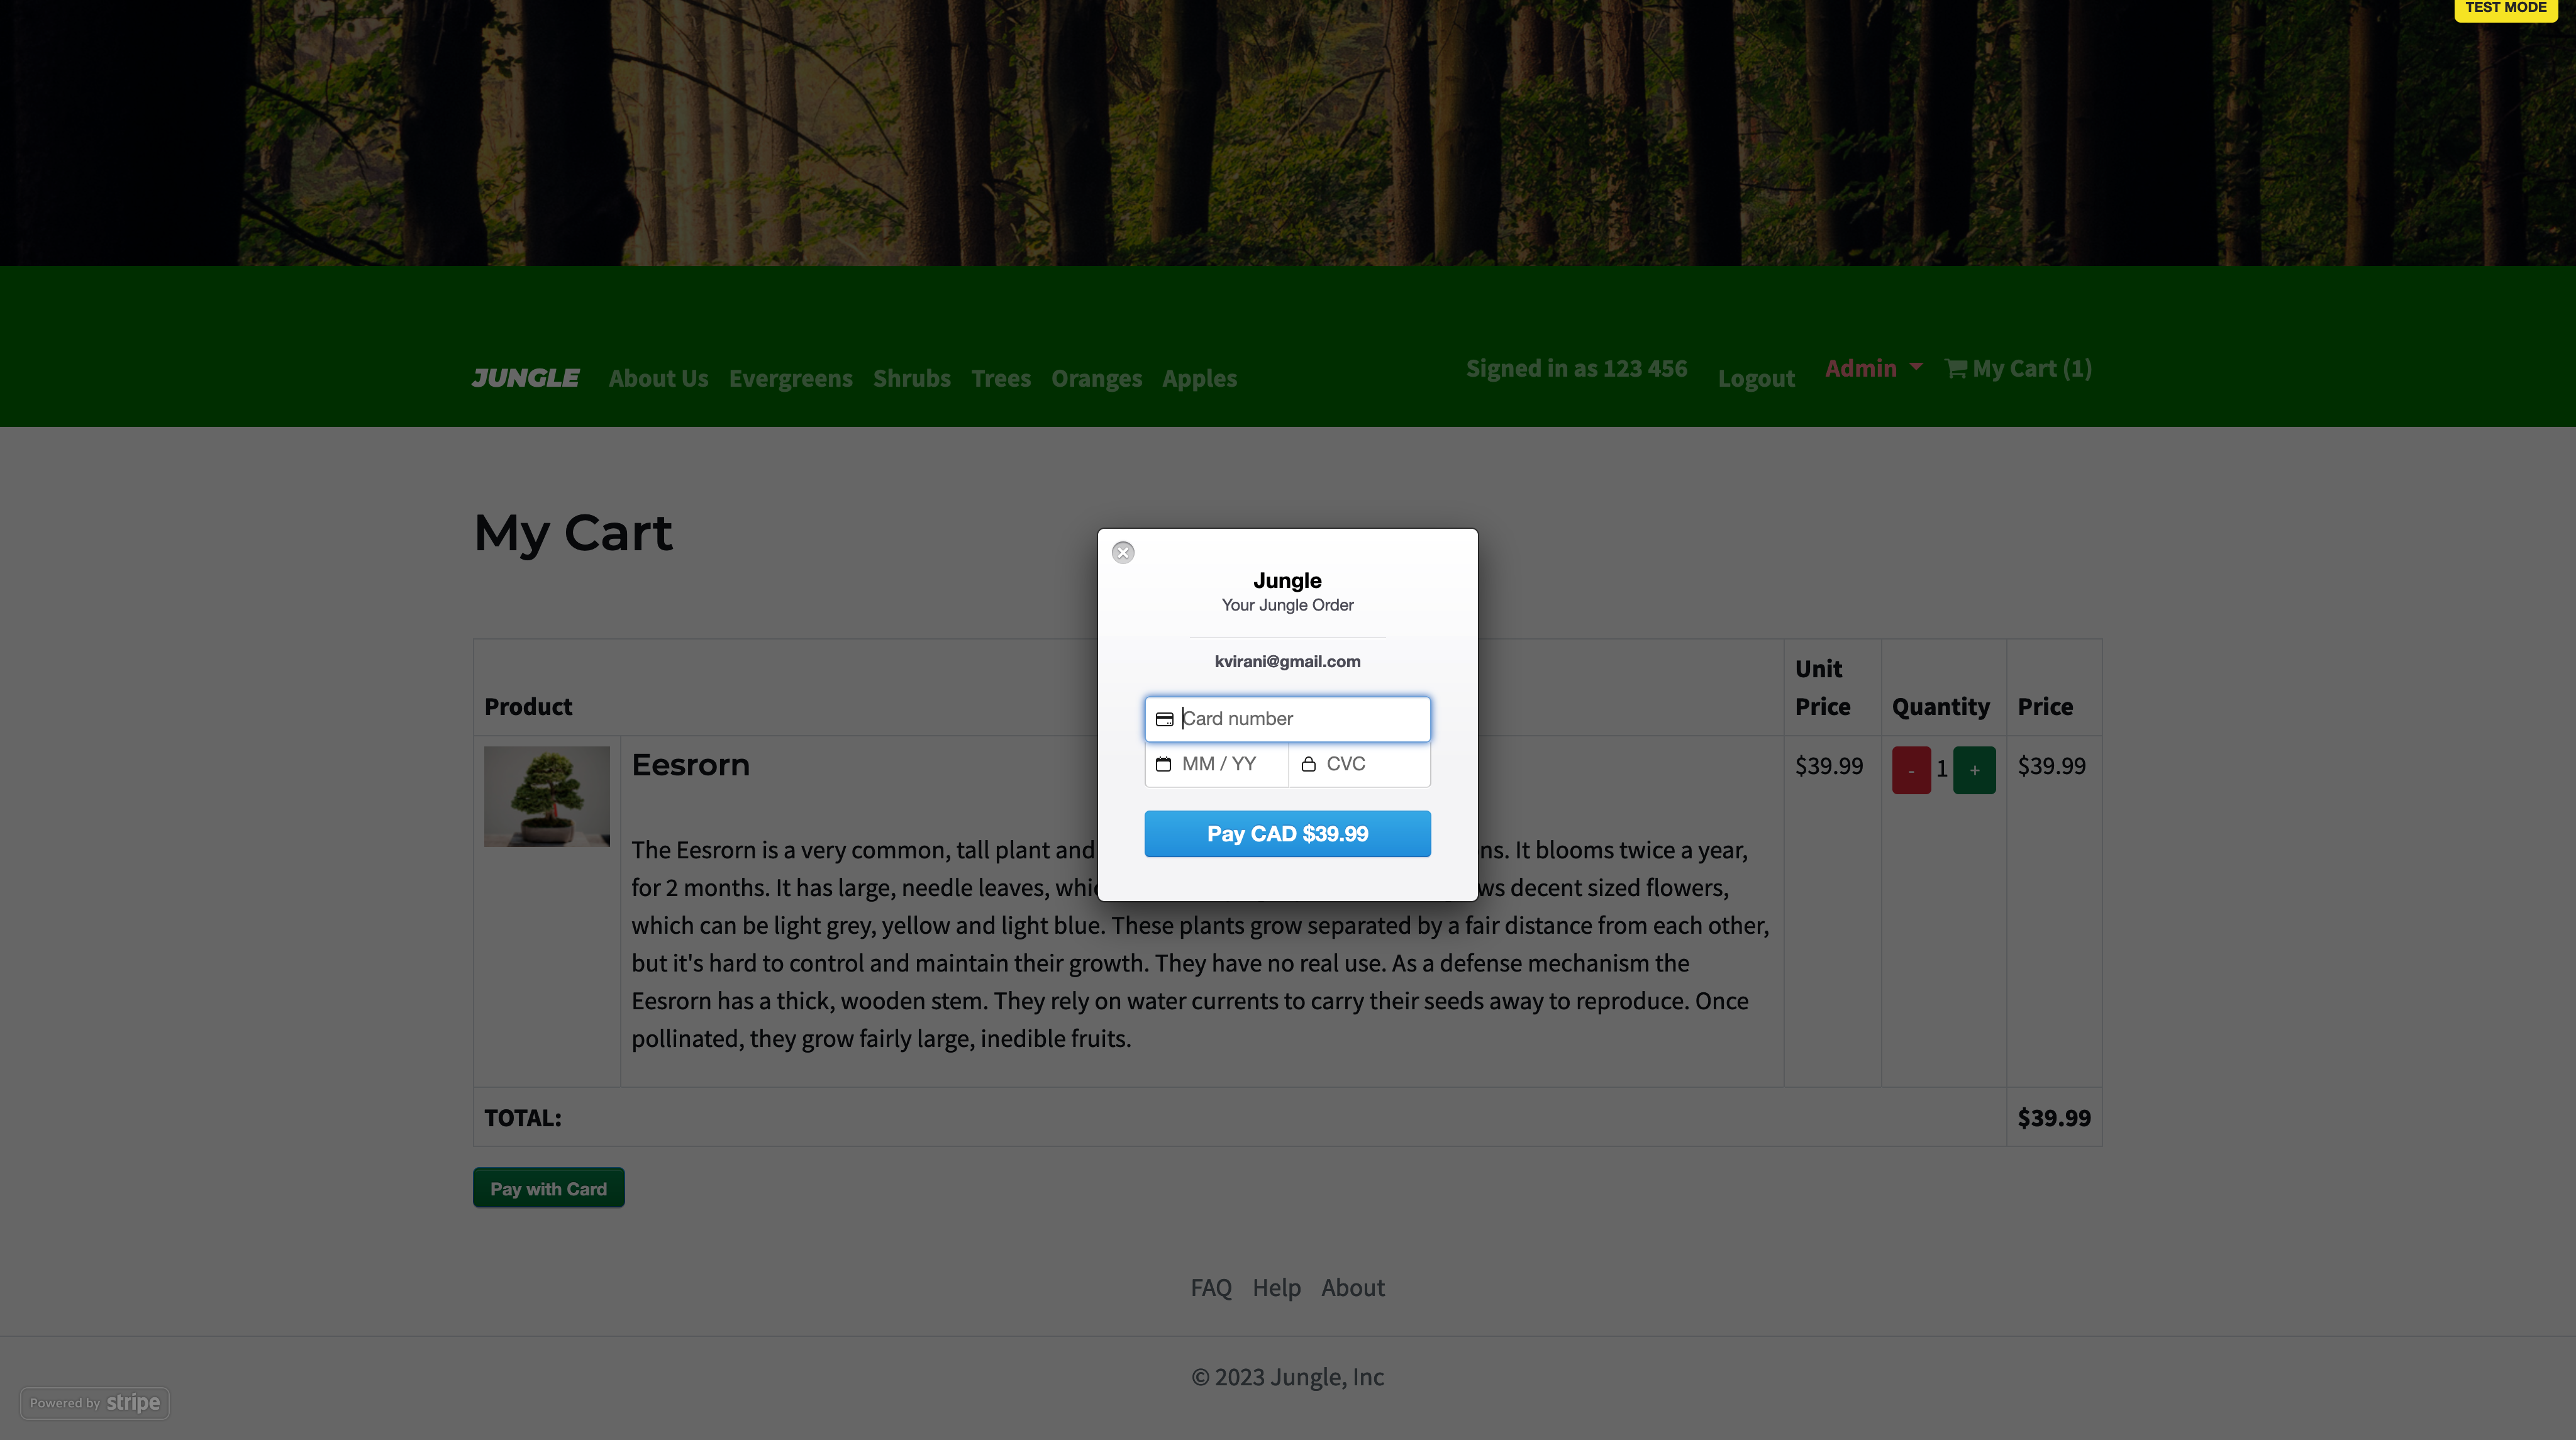 TEST MODE
JUNGLE About Us Evergreens Shrubs Trees Oranges Apples Signed in as 123 456 Logout Admin My Cart (1)
My Cart
Jungle
Your Jungle Order
kvirani@gmail.com
Card number
MM / YY CVC
Pay CAD $39.99
Product Unit Price Quantity Price
Eesrorn $39.99 - 1 + $39.99
The Eesrorn is a very common, tall plant and ns. It blooms twice a year,
for 2 months. It has large, needle leaves, whic ws decent sized flowers,
which can be light grey, yellow and light blue. These plants grow separated by a fair distance from each other,
but it's hard to control and maintain their growth. They have no real use. As a defense mechanism the
Eesrorn has a thick, wooden stem. They rely on water currents to carry their seeds away to reproduce. Once
pollinated, they grow fairly large, inedible fruits.
TOTAL: $39.99
Pay with Card
FAQ Help About
© 2023 Jungle, Inc
Powered by stripe